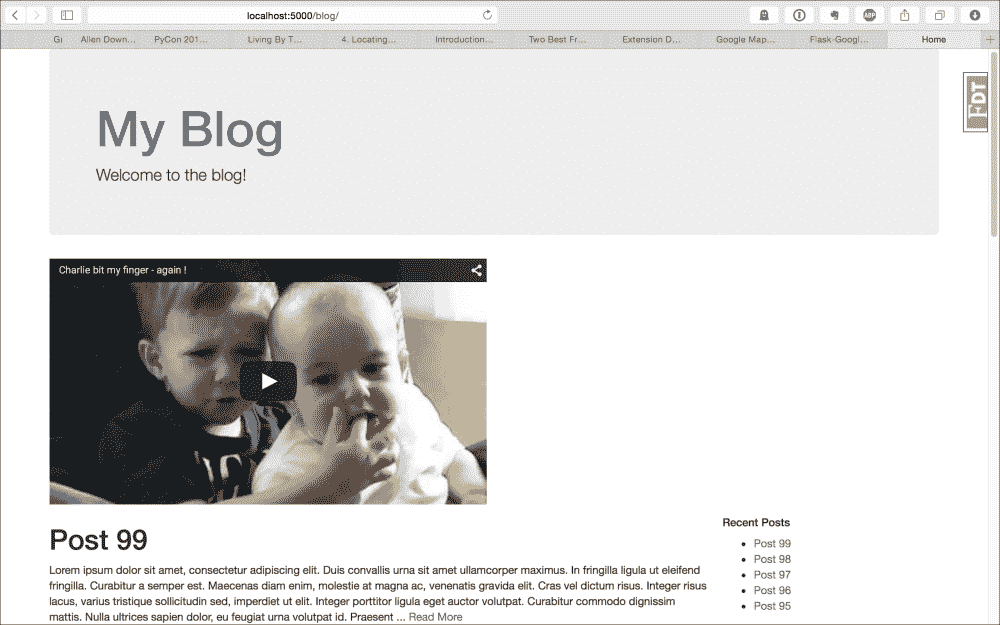 localhost:5000/blog/
Allen Down...
PyCon 201...
Living By T...
4. Locating...
Introduction...
Two Best Fr...
Extension D...
Google Map...
Flask-Googl...
Home
ABP
My Blog
Welcome to the blog!
Charlie bit my finger - again !
Post 99
Lorem ipsum dolor sit amet, consectetur adipiscing elit. Duis convallis urna sit amet ullamcorper maximus. In fringilla ligula ut eleifend
fringilla. Curabitur a semper est. Maecenas diam enim, molestie at magna ac, venenatis gravida elit. Cras vel dictum risus. Integer risus
lacus, varius tristique sollicitudin sed, imperdiet ut elit. Integer porttitor ligula eget auctor volutpat. Curabitur commodo dignissim
mattis. Nulla ultrices sapien dolor, eu feugiat urna volutpat id. Praesent ... Read More
Recent Posts
Post 99
Post 98
Post 97
Post 96
Post 95